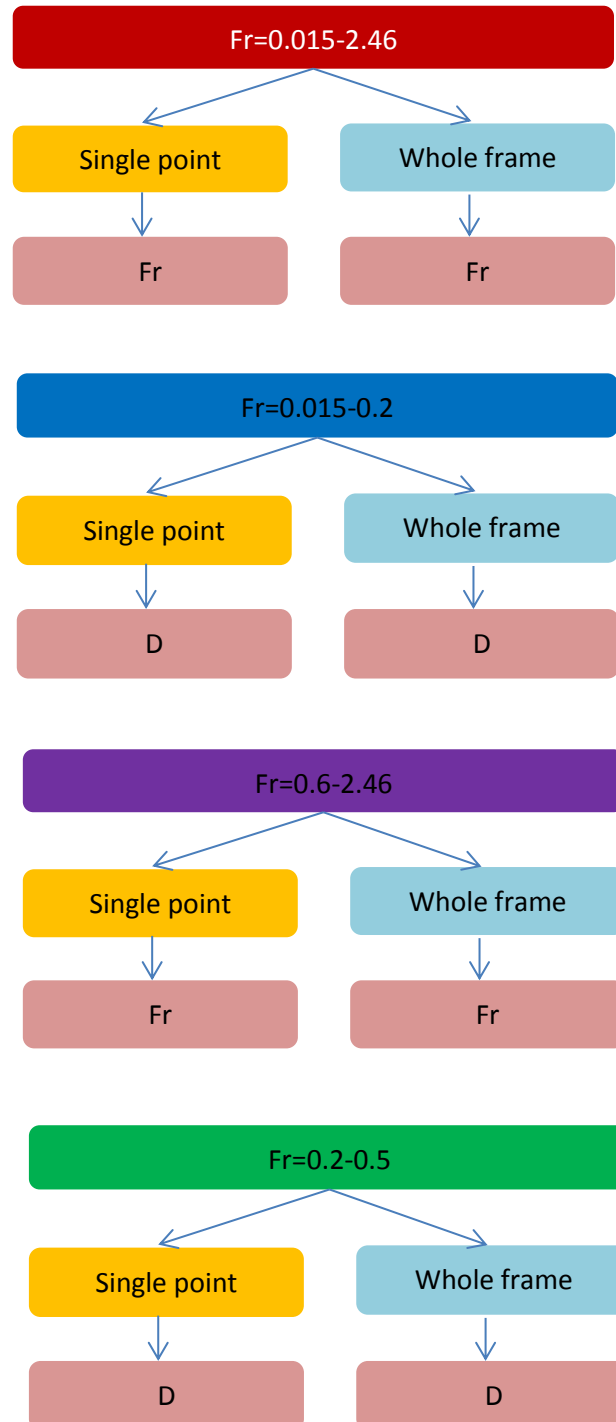 Fr=0.015-2.46
Single point
Whole frame
Fr
Fr
Fr=0.015-0.2
Single point
Whole frame
D
D
Fr=0.6-2.46
Single point
Whole frame
Fr
Fr
Fr=0.2-0.5
Single point
Whole frame
D
D